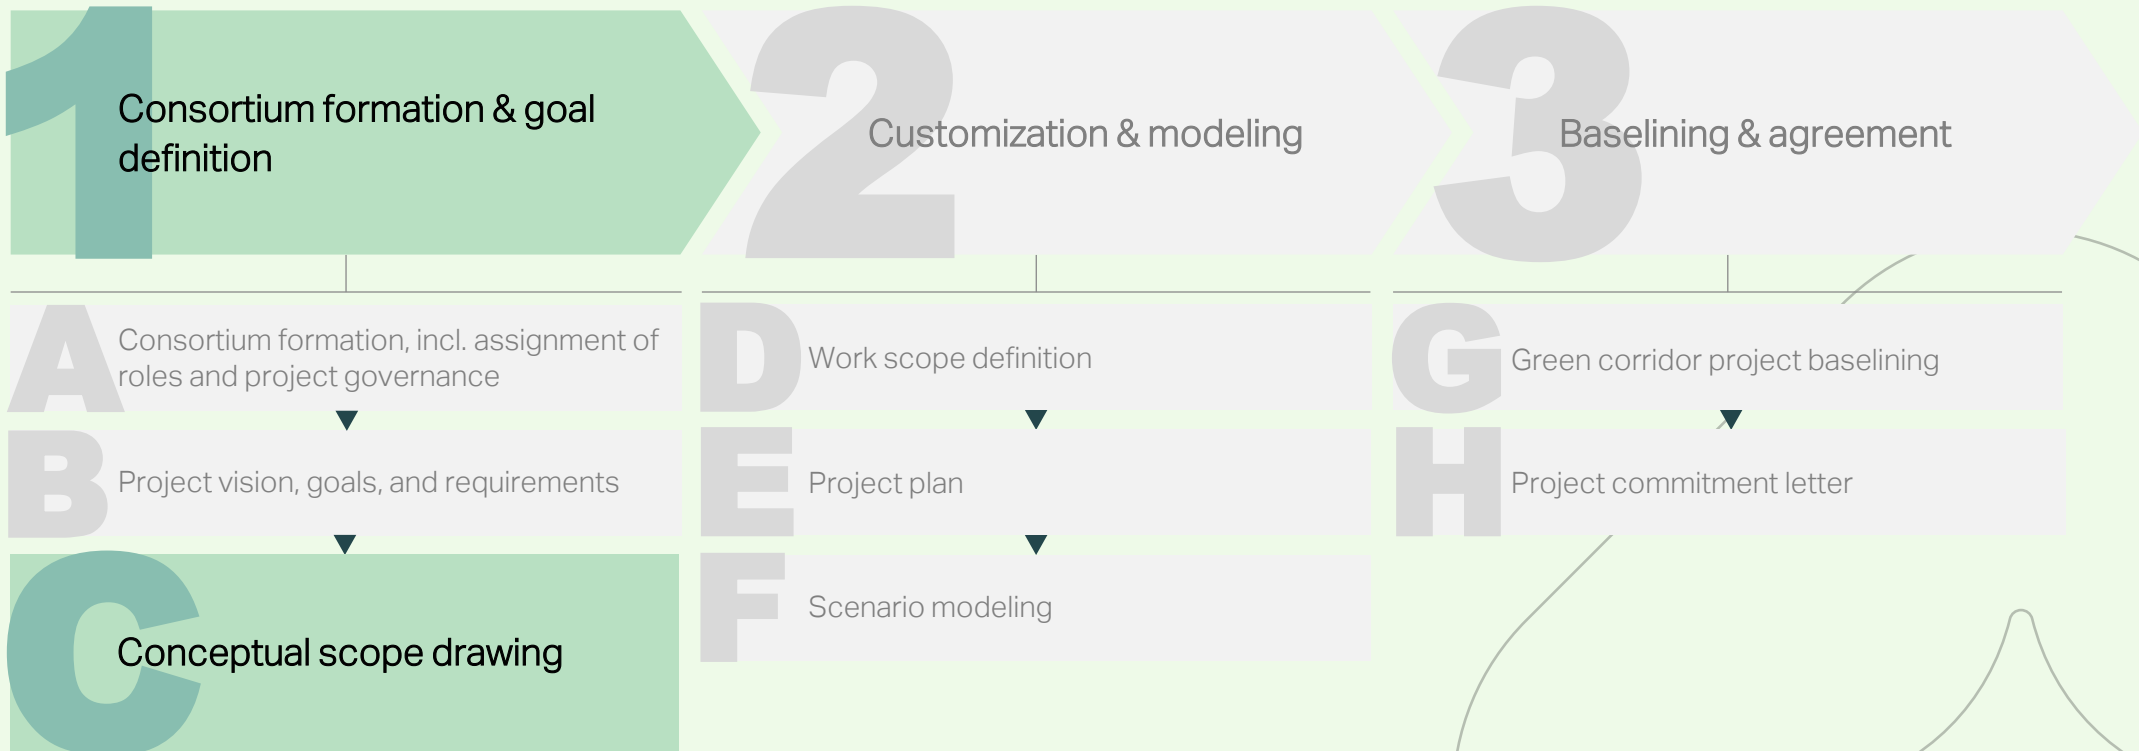 1
Consortium formation & goal
definition
2
Customization & modeling
3
Baselining & agreement
A
Consortium formation, incl. assignment of
roles and project governance
B
Project vision, goals, and requirements
C
Conceptual scope drawing
D
Work scope definition
E
Project plan
F
Scenario modeling
G
Green corridor project baselining
H
Project commitment letter